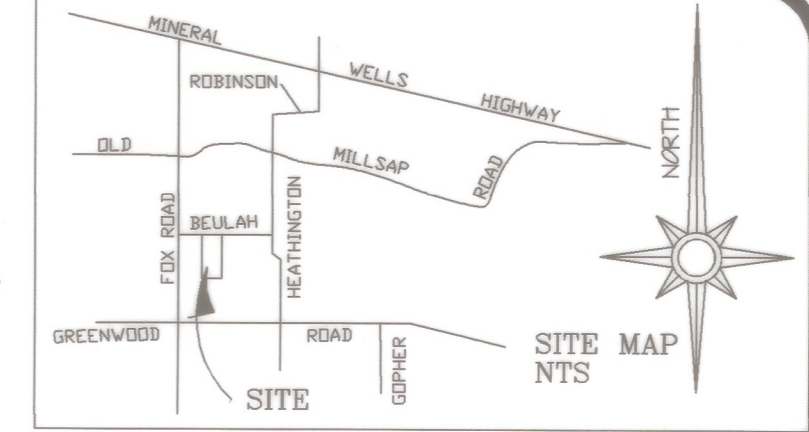 MINERAL WELLS HIGHWAY
ROBINSON
OLD MILLSAP ROAD
NORTH
FOX ROAD
BEULAH
HEATHINGTON
GREENWOOD ROAD
GOPHER
SITE MAP
NTS
SITE